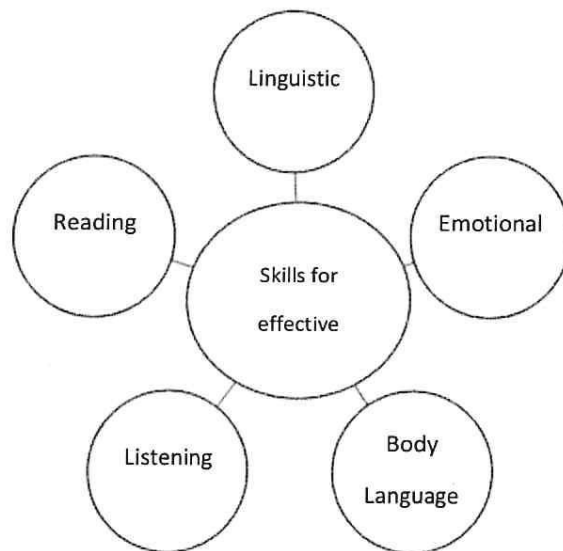 Linguistic
Reading
Emotional
Skills for
effective
Listening
Body
Language